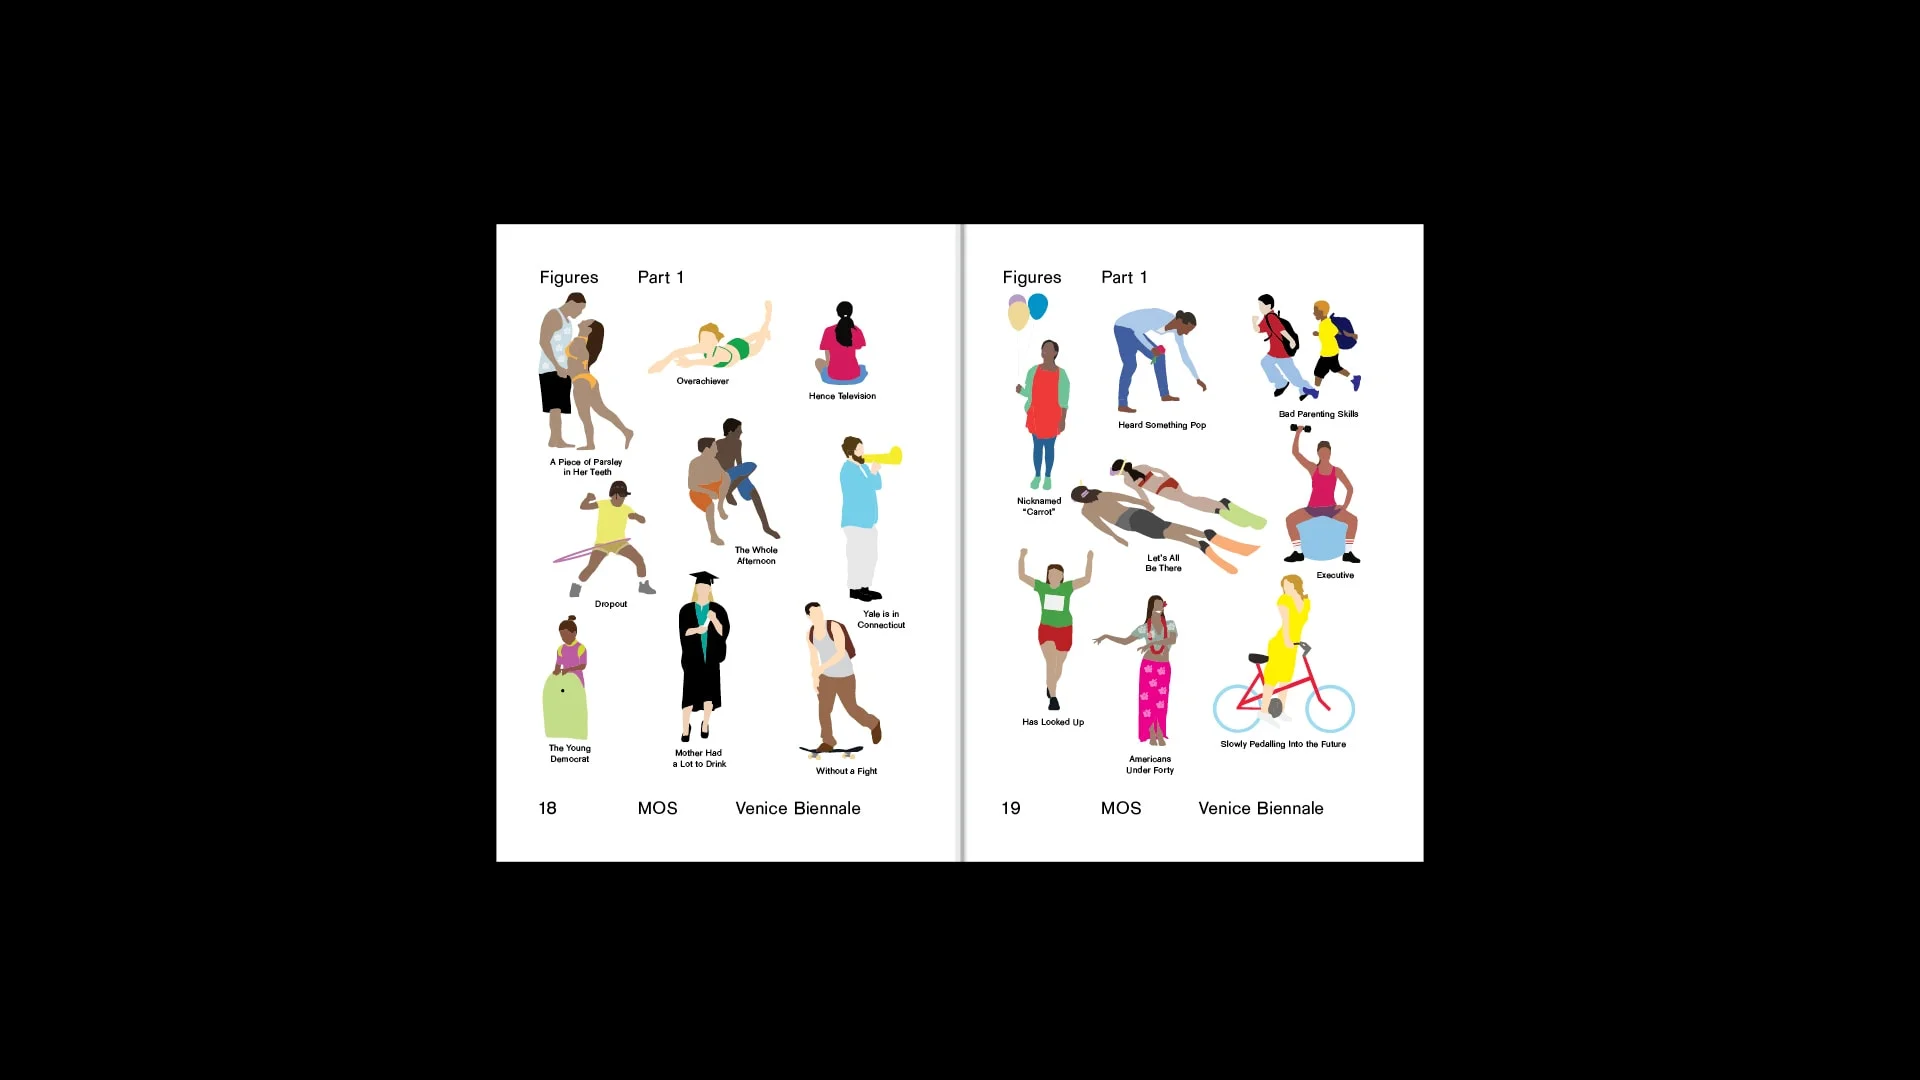 Figures Part 1
A Piece of Parsley
in Her Teeth
Overachiever
Hence Television
Dropout
The Whole
Afternoon
Yale is in
Connecticut
The Young
Democrat
Mother Had
a Lot to Drink
Without a Fight
18 MOS Venice Biennale
Figures Part 1
Nicknamed
“Carrot”
Heard Something Pop
Bad Parenting Skills
Let's All
Be There
Executive
Has Looked Up
Americans
Under Forty
Slowly Pedalling Into the Future
19 MOS Venice Biennale